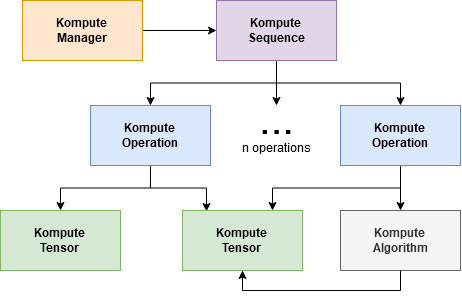 Kompute
Manager
Kompute
Sequence
Kompute
Operation
...
n operations
Kompute
Operation
Kompute
Tensor
Kompute
Tensor
Kompute
Algorithm